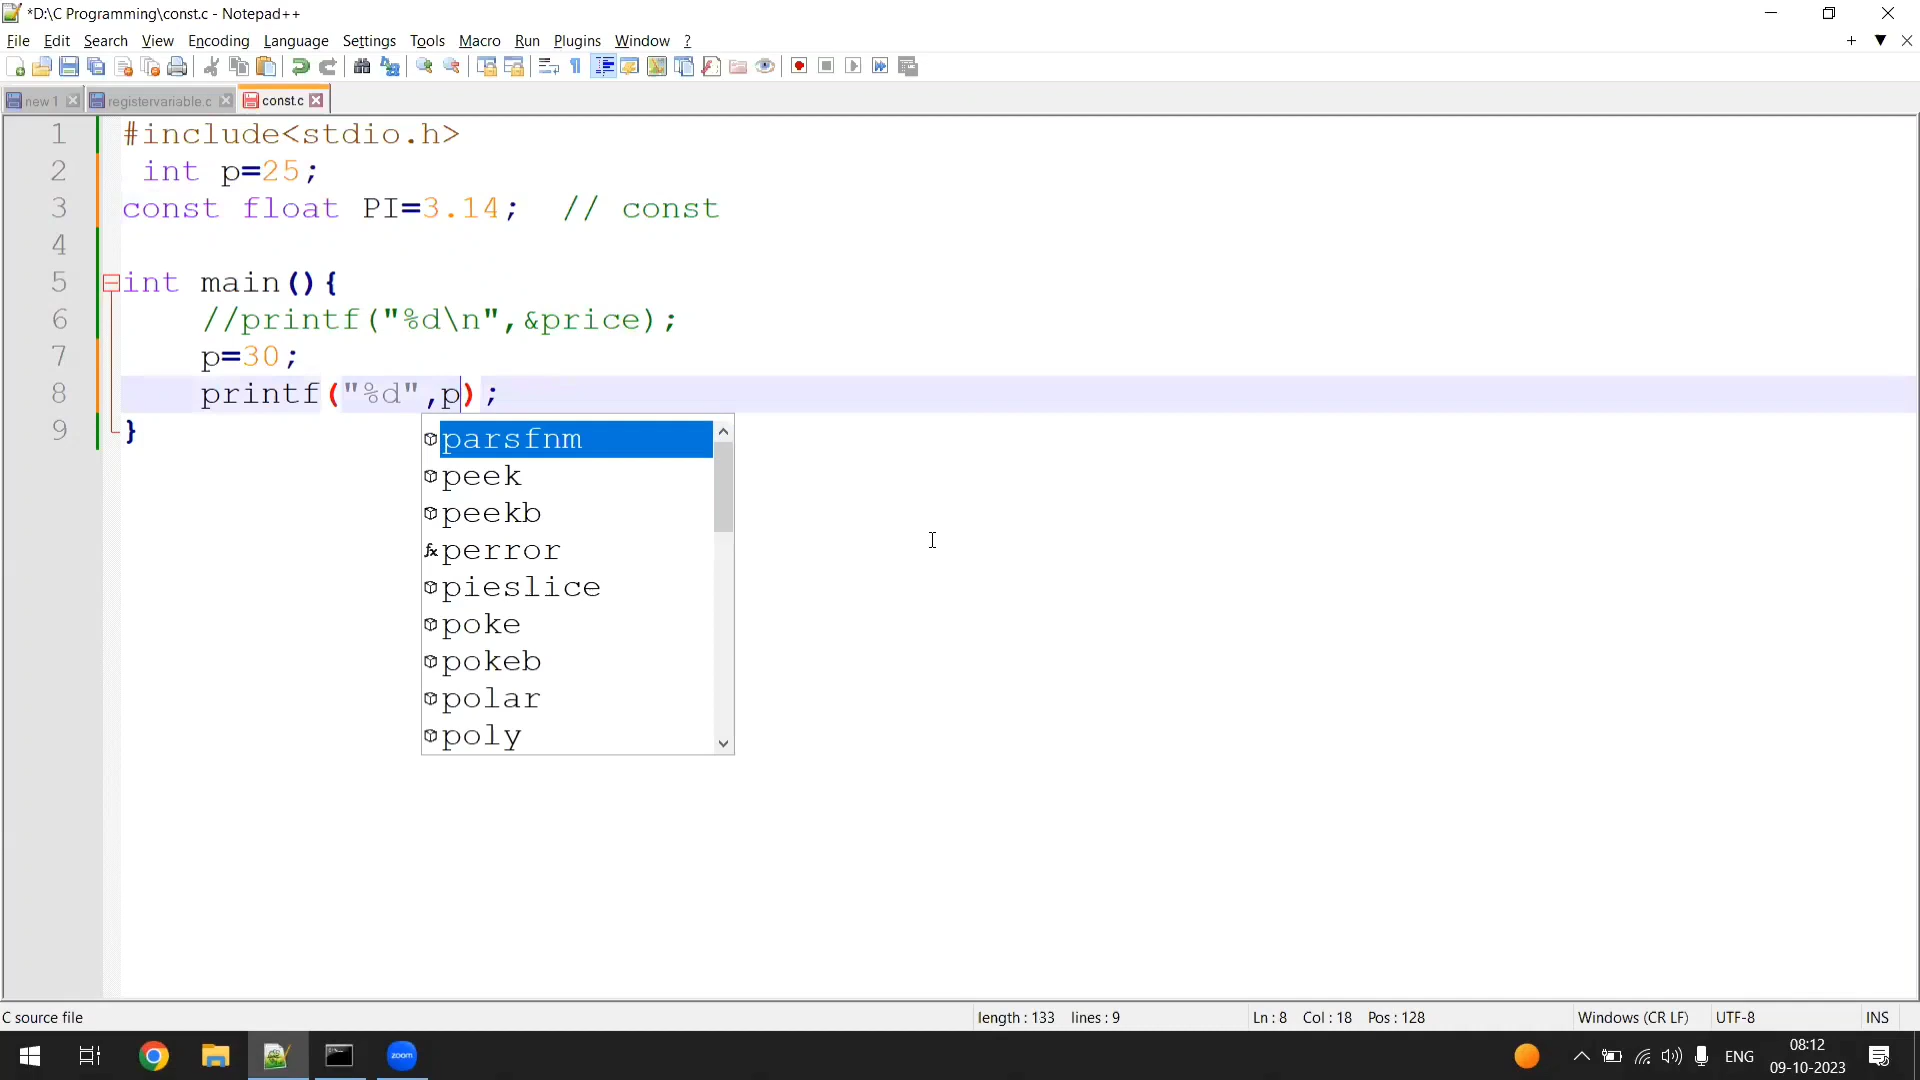 *D:\C Programming\const.c - Notepad++
File Edit Search View Encoding Language Settings Tools Macro Run Plugins Window ?
new 1 registervariable.c const.c
1 #include<stdio.h>
2 int p=25;
3 const float PI=3.14; // const
4
5 int main(){
6 //printf("%d\n",&price);
7 p=30;
8 printf("%d",p);
9 }
parsfnm
peek
peekb
perror
pieslice
poke
pokeb
polar
poly
C source file length : 133 lines : 9 Ln : 8 Col : 18 Pos : 128 Windows (CR LF) UTF-8 INS
zoom ENG 08:12
09-10-2023